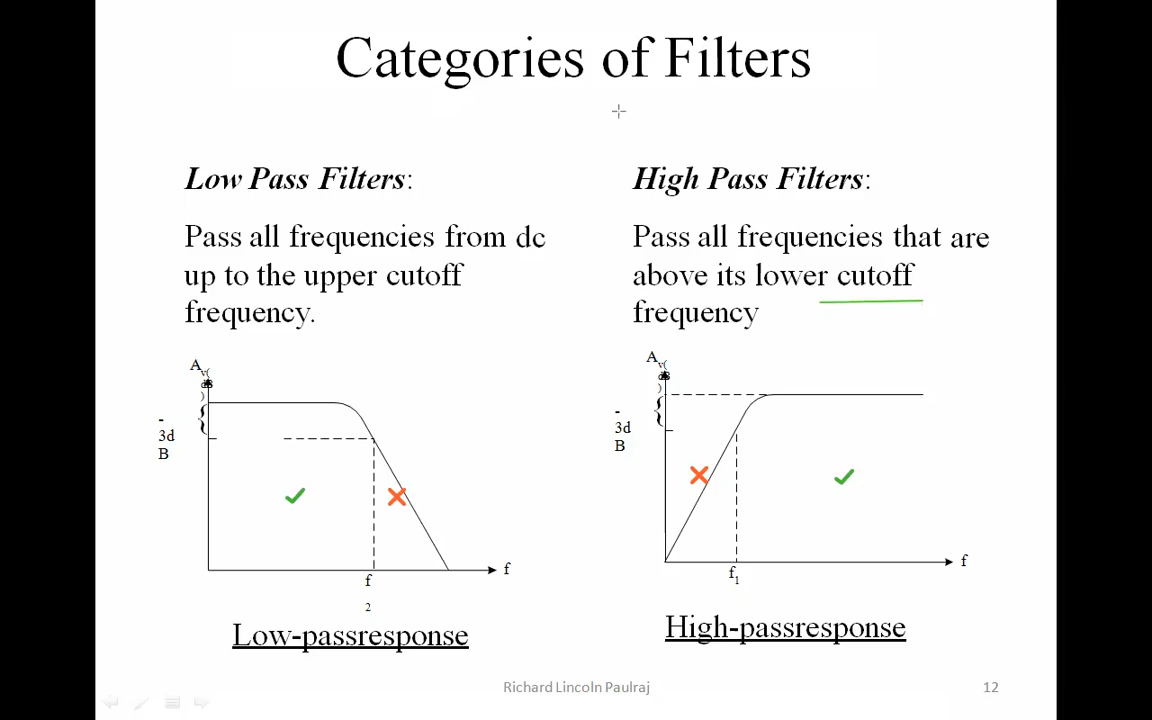 Categories of Filters
Low Pass Filters:
Pass all frequencies from dc
up to the upper cutoff
frequency.
High Pass Filters:
Pass all frequencies that are
above its lower cutoff
frequency
A
v(
dB
)
{
-
3d
B
f
f
2
Low-passresponse
A
v(
dB
)
{
-
3d
B
f
f1
High-passresponse
Richard Lincoln Paulraj
12